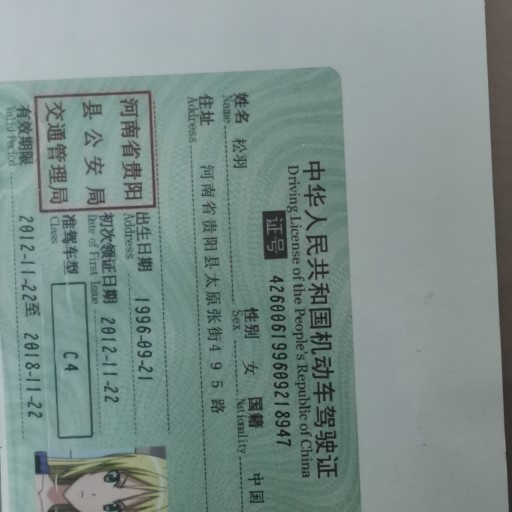 中华人民共和国机动车驾驶证
Driving License of the People's Republic of China
证号 426006199609218947
姓名 松羽 性别 女 国籍 中国
Name Sex Nationality
住址 河南省贵阳县太原张街495路
Address
出生日期 1996-09-21
Address
初次领证日期 2012-11-22
Date of First Issue
准驾车型 C4
Class
河南省贵阳
县公安局
交通管理局
有效期限 2012-11-22至 2018-11-22
Valid Period